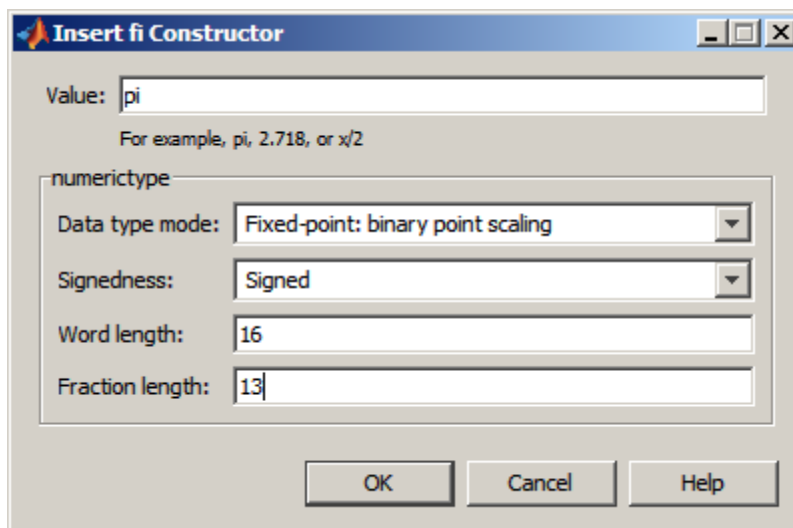 Insert fi Constructor
Value: pi
For example, pi, 2.718, or x/2
numerictype
Data type mode: Fixed-point: binary point scaling
Signedness: Signed
Word length: 16
Fraction length: 13
OK Cancel Help